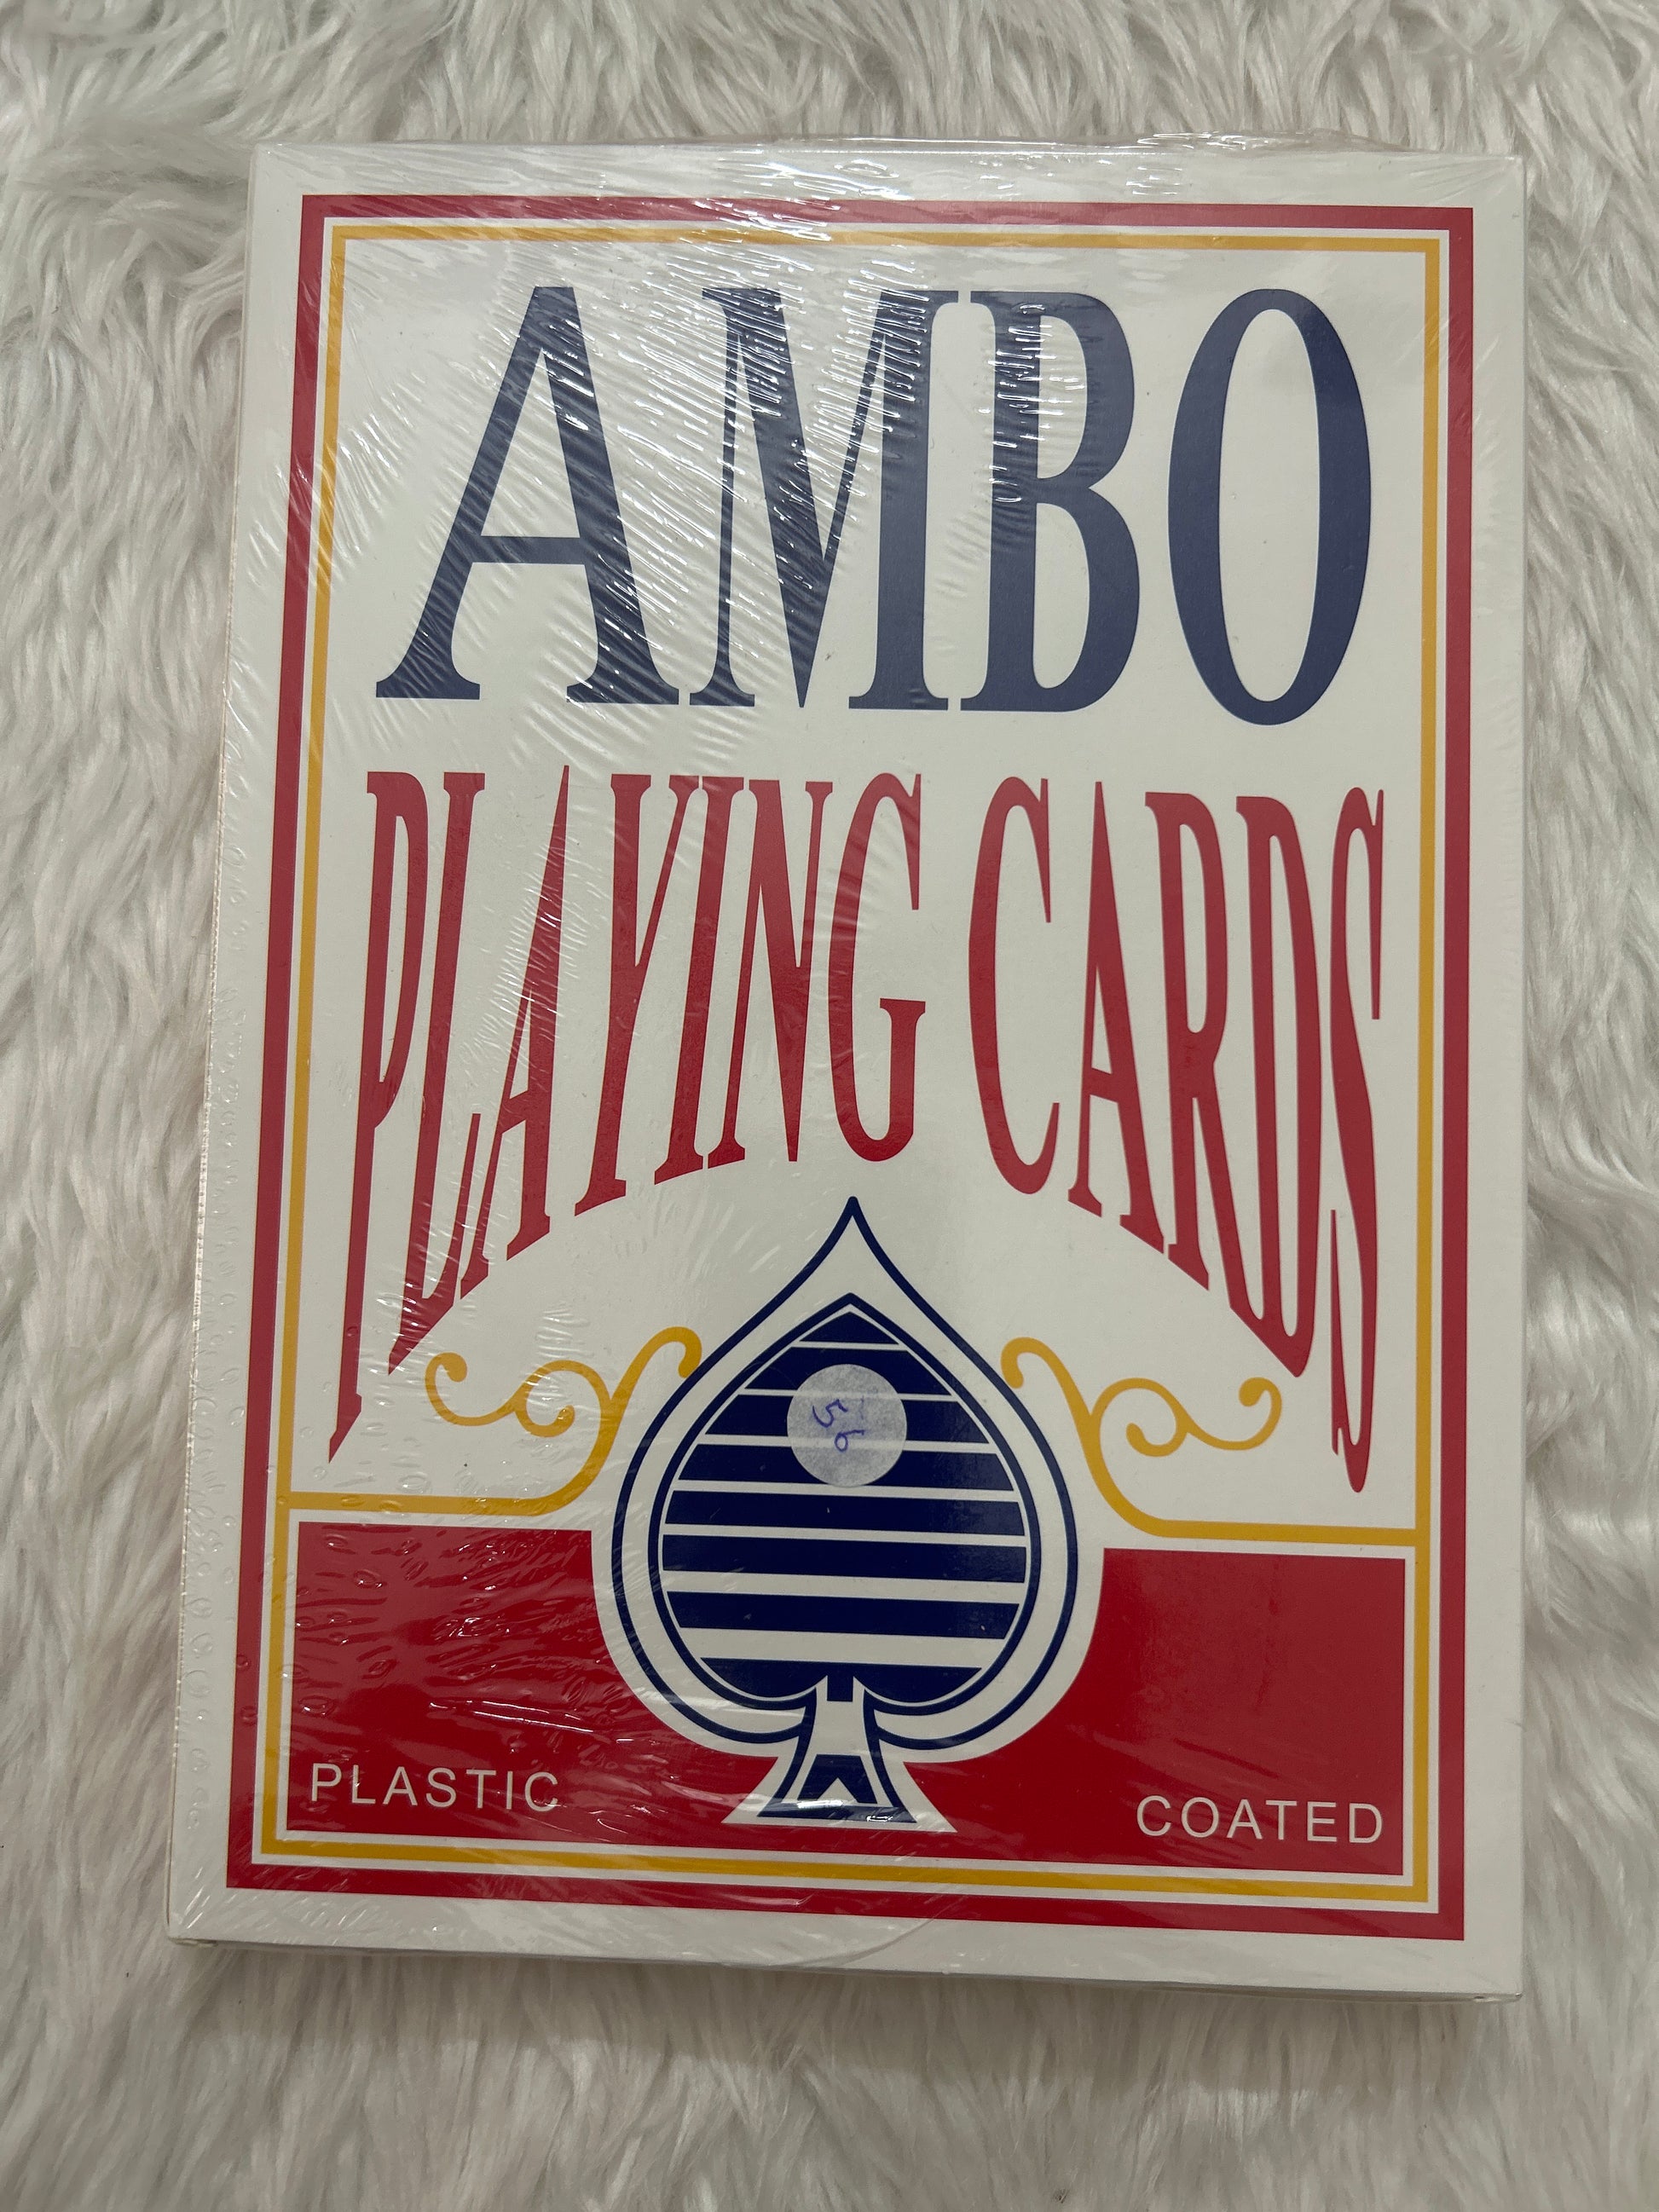 AMBO
PLAYING CARDS
56
PLASTIC
COATED